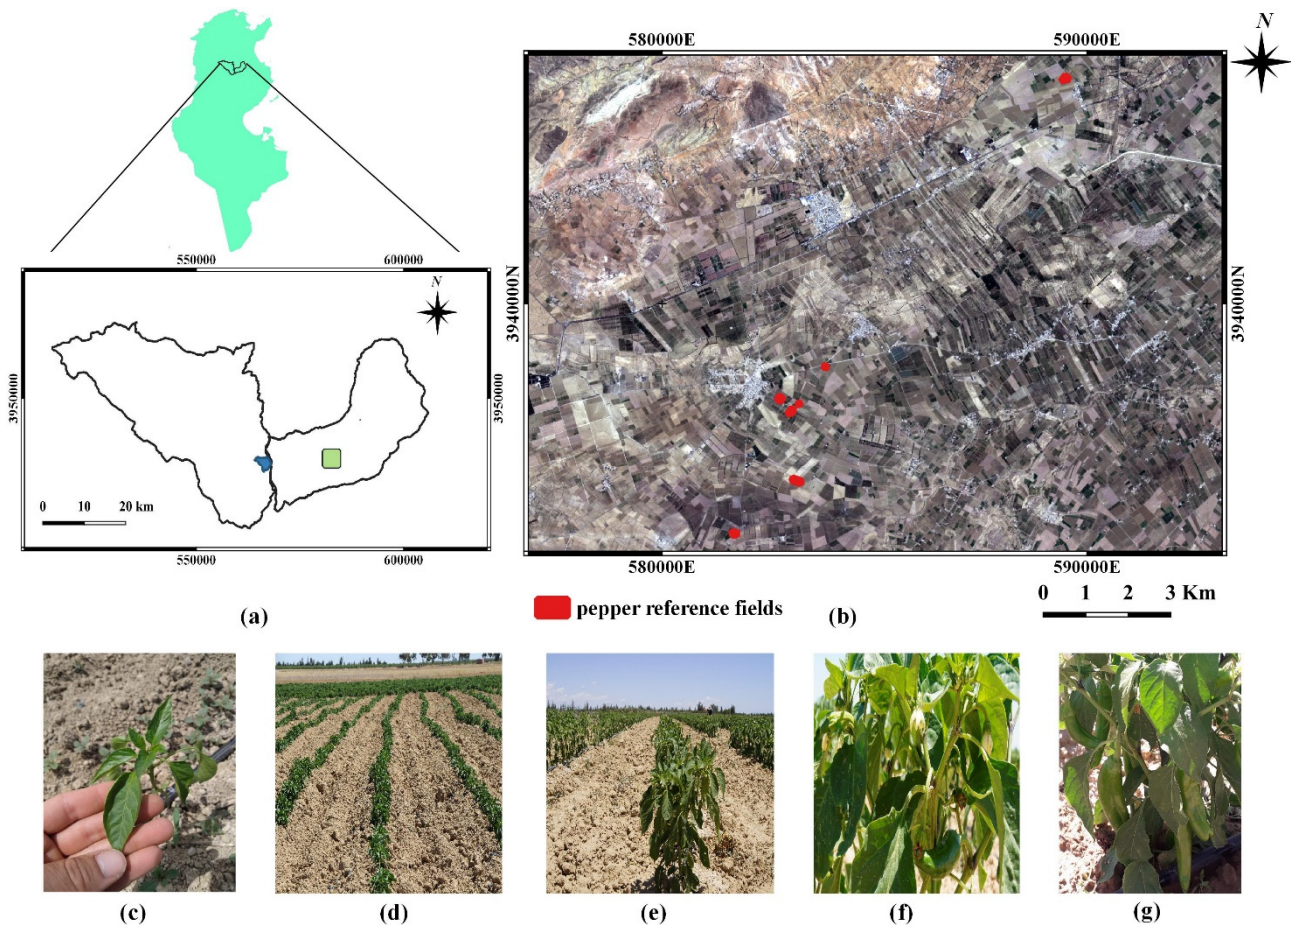 N
580000E
590000E
3940000N
3940000N
580000E
590000E
pepper reference fields
(b)
0 1 2 3 Km
550000
600000
3950000
3950000
0 10 20 km
550000
600000
(a)
(c)
(d)
(e)
(f)
(g)